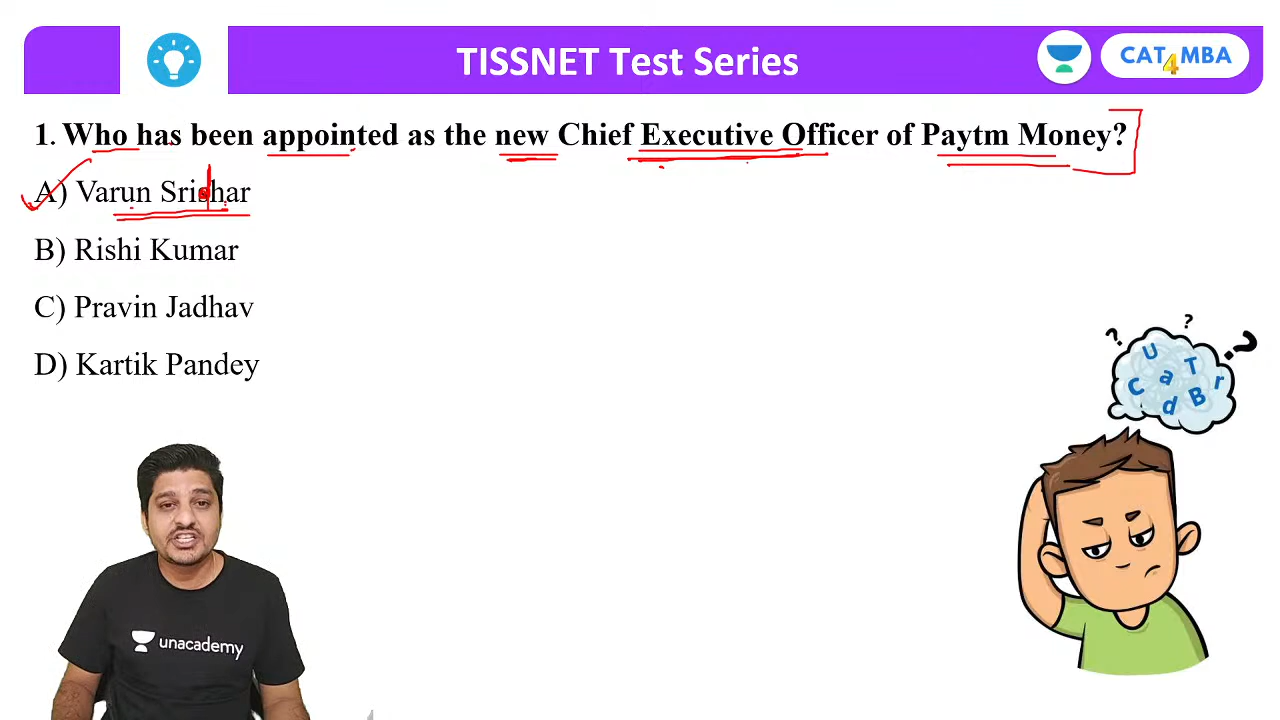 TISSNET Test Series
CAT4MBA
1. Who has been appointed as the new Chief Executive Officer of Paytm Money?
A) Varun Srishar
d
B) Rishi Kumar
C) Pravin Jadhav
D) Kartik Pandey
? ? ?
U
T
C a r
d B
unacademy